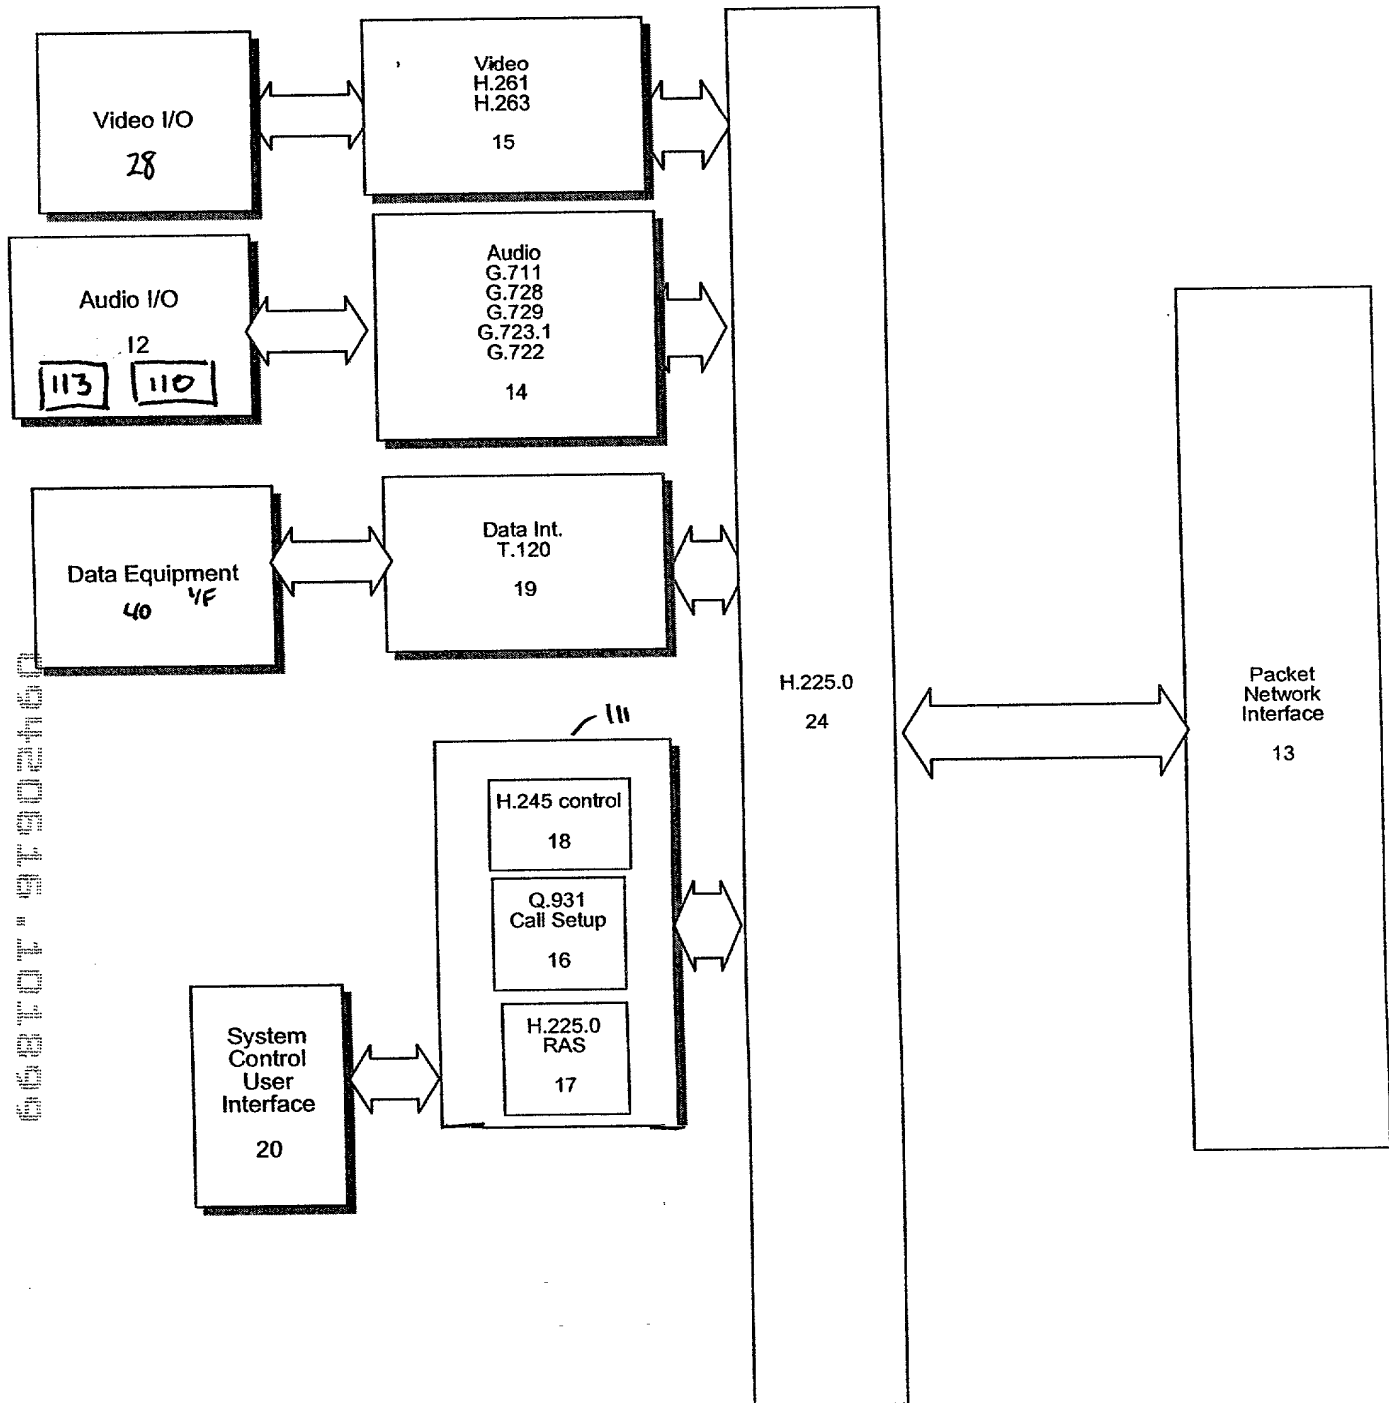 Video I/O
28
Video
H.261
H.263
15
Audio I/O
12
113
110
Audio
G.711
G.728
G.729
G.723.1
G.722
14
Data Equipment
40 I/F
Data Int.
T.120
19
H.225.0
24
Packet
Network
Interface
13
111
H.245 control
18
Q.931
Call Setup
16
H.225.0
RAS
17
System
Control
User
Interface
20